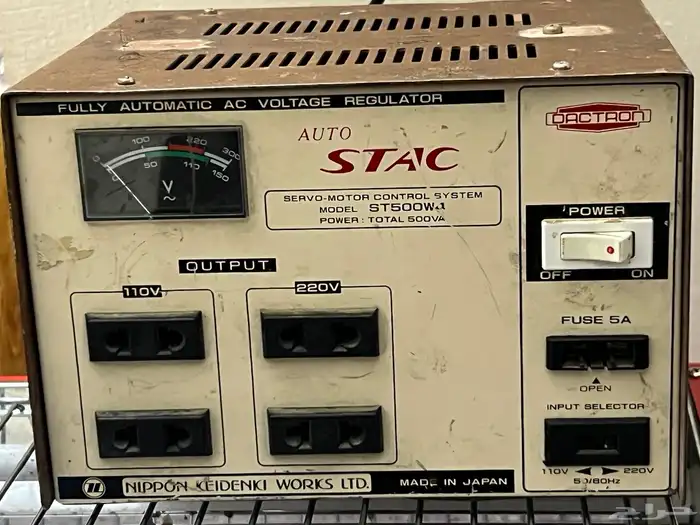 FULLY AUTOMATIC AC VOLTAGE REGULATOR
DACTRON
AUTO
STAC
0 100 220 300
50 110 150
V
~
SERVO-MOTOR CONTROL SYSTEM
MODEL ST500W-1
POWER: TOTAL 500VA
POWER
OFF ON
OUTPUT
110V 220V
FUSE 5A
▲
OPEN
INPUT SELECTOR
110V ◀▶ 220V
50/60Hz
NIPPON KEIDENKI WORKS LTD. MADE IN JAPAN
حراج